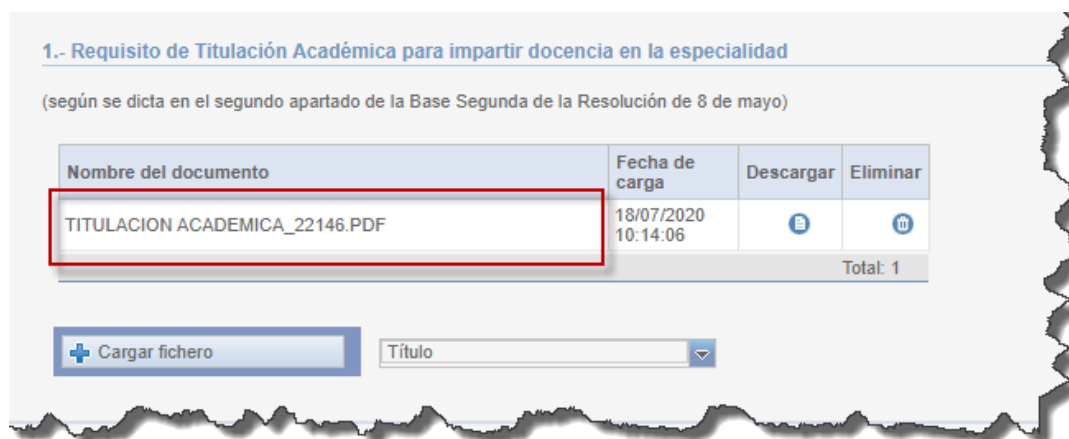 1.- Requisito de Titulación Académica para impartir docencia en la especialidad
(según se dicta en el segundo apartado de la Base Segunda de la Resolución de 8 de mayo)
Nombre del documento Fecha de carga Descargar Eliminar
TITULACION ACADEMICA_22146.PDF 18/07/2020 10:14:06
Total: 1
Cargar fichero Título